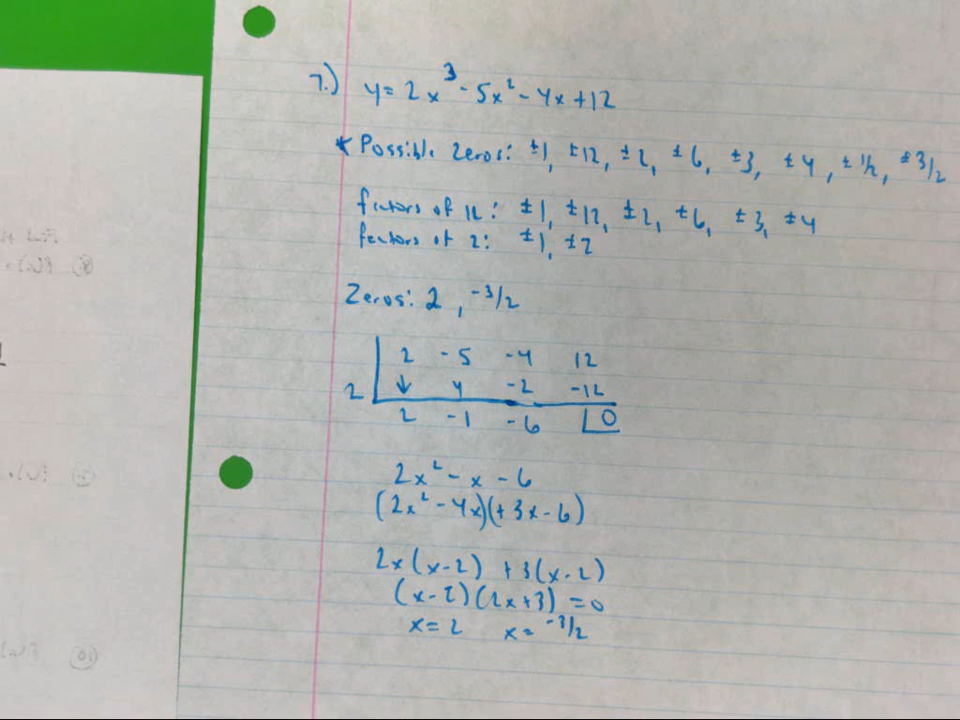 7.) y = 2x³ - 5x² - 4x + 12
* Possible zeros: ±1, ±12, ±2, ±6, ±3, ±4, ± 1/2, ± 3/2
factors of 12: ±1, ±12, ±2, ±6, ±3, ±4
factors of 2: ±1, ±2
Zeros: 2, -3/2
2 -5 -4 12
2 ↓ 4 -2 -12
2 -1 -6 0
2x² - x - 6
(2x² - 4x)(+3x - 6)
2x(x-2) +3(x-2)
(x-2)(2x+3) = 0
x = 2 x = -3/2